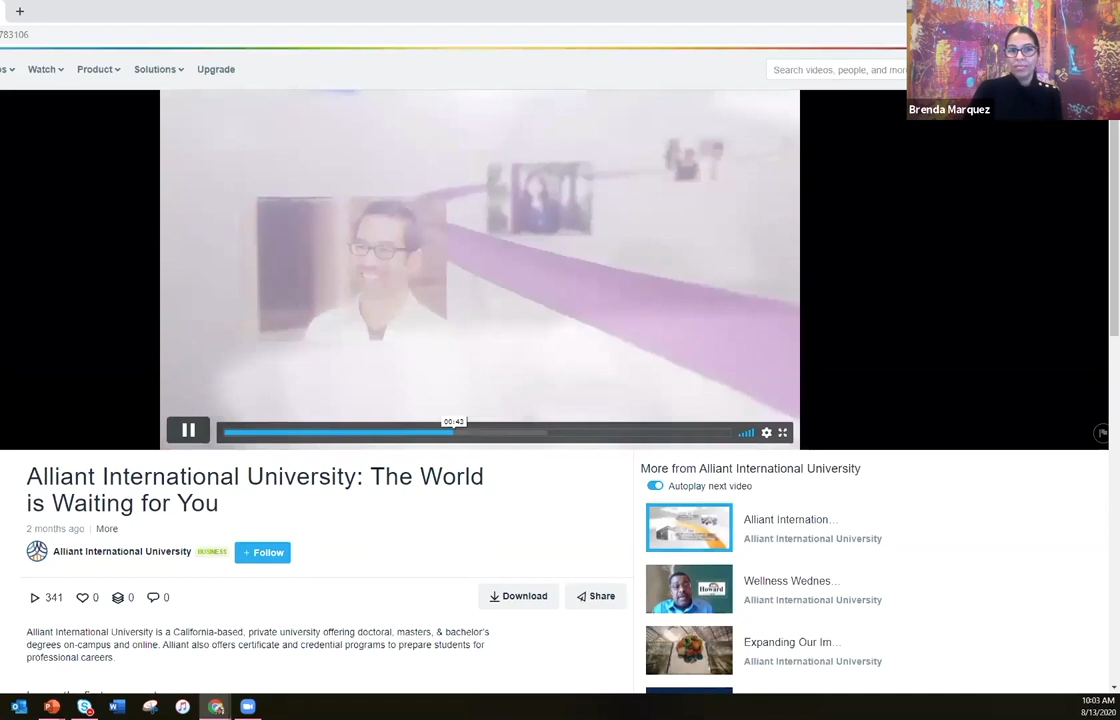 783106
Watch
Product
Solutions
Upgrade
Search videos, people, and more
Brenda Marquez
00:43
Alliant International University: The World
is Waiting for You
2 months ago | More
Alliant International University BUSINESS + Follow
341 0 0 0
Download
Share
Alliant International University is a California-based, private university offering doctoral, masters, & bachelor's
degrees on-campus and online. Alliant also offers certificate and credential programs to prepare students for
professional careers.
More from Alliant International University
Autoplay next video
Alliant Internation...
Alliant International University
Wellness Wednes...
Alliant International University
Howard
Expanding Our Im...
Alliant International University
10:03 AM
8/13/2020